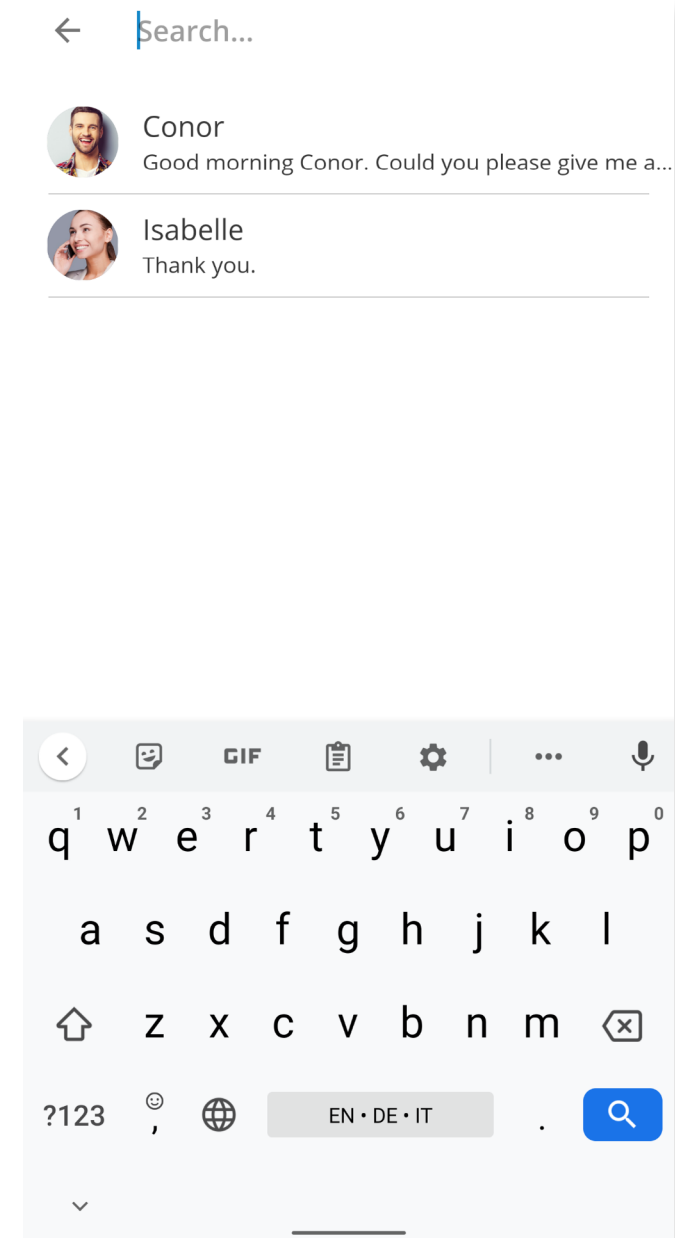 Search...
Conor
Good morning Conor. Could you please give me a...
Isabelle
Thank you.
GIF
1 2 3 4 5 6 7 8 9 0
q w e r t y u i o p
a s d f g h j k l
z x c v b n m
?123 , EN • DE • IT .